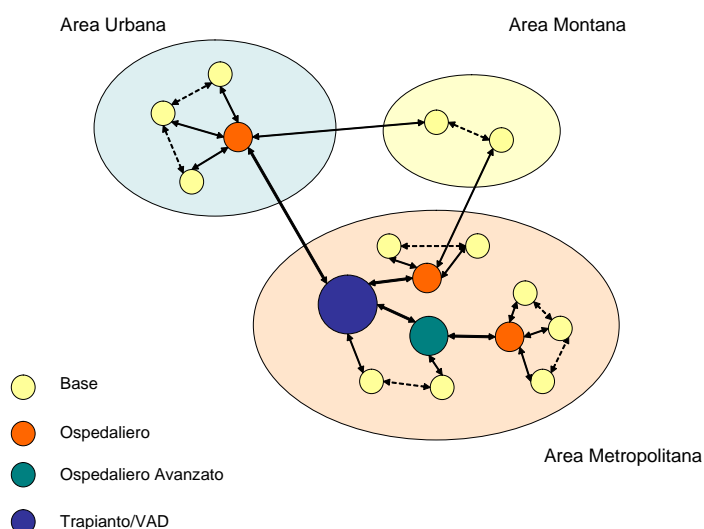 Area Urbana
Area Montana
Base
Ospedaliero
Area Metropolitana
Ospedaliero Avanzato
Trapianto/VAD